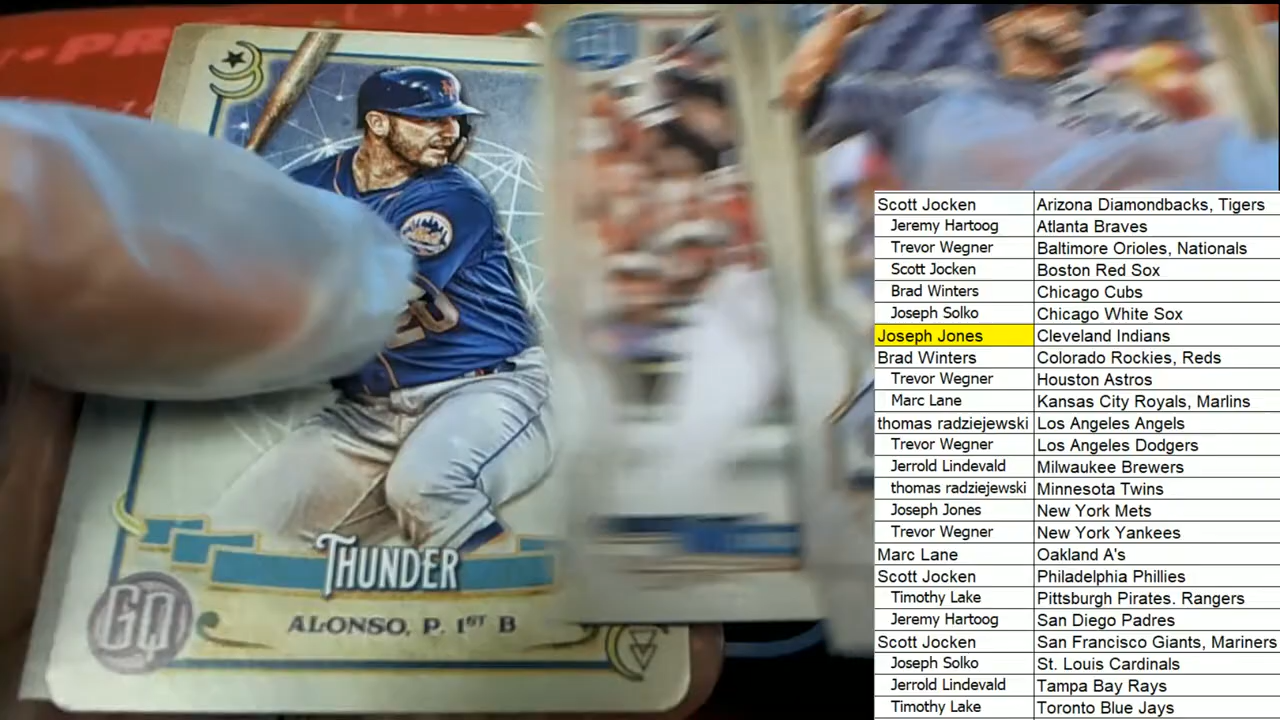 PR
20
THUNDER
GQ
ALONSO, P. 1ST B
Scott Jocken Arizona Diamondbacks, Tigers
Jeremy Hartoog Atlanta Braves
Trevor Wegner Baltimore Orioles, Nationals
Scott Jocken Boston Red Sox
Brad Winters Chicago Cubs
Joseph Solko Chicago White Sox
Joseph Jones Cleveland Indians
Brad Winters Colorado Rockies, Reds
Trevor Wegner Houston Astros
Marc Lane Kansas City Royals, Marlins
thomas radziejewski Los Angeles Angels
Trevor Wegner Los Angeles Dodgers
Jerrold Lindevald Milwaukee Brewers
thomas radziejewski Minnesota Twins
Joseph Jones New York Mets
Trevor Wegner New York Yankees
Marc Lane Oakland A's
Scott Jocken Philadelphia Phillies
Timothy Lake Pittsburgh Pirates. Rangers
Jeremy Hartoog San Diego Padres
Scott Jocken San Francisco Giants, Mariners
Joseph Solko St. Louis Cardinals
Jerrold Lindevald Tampa Bay Rays
Timothy Lake Toronto Blue Jays